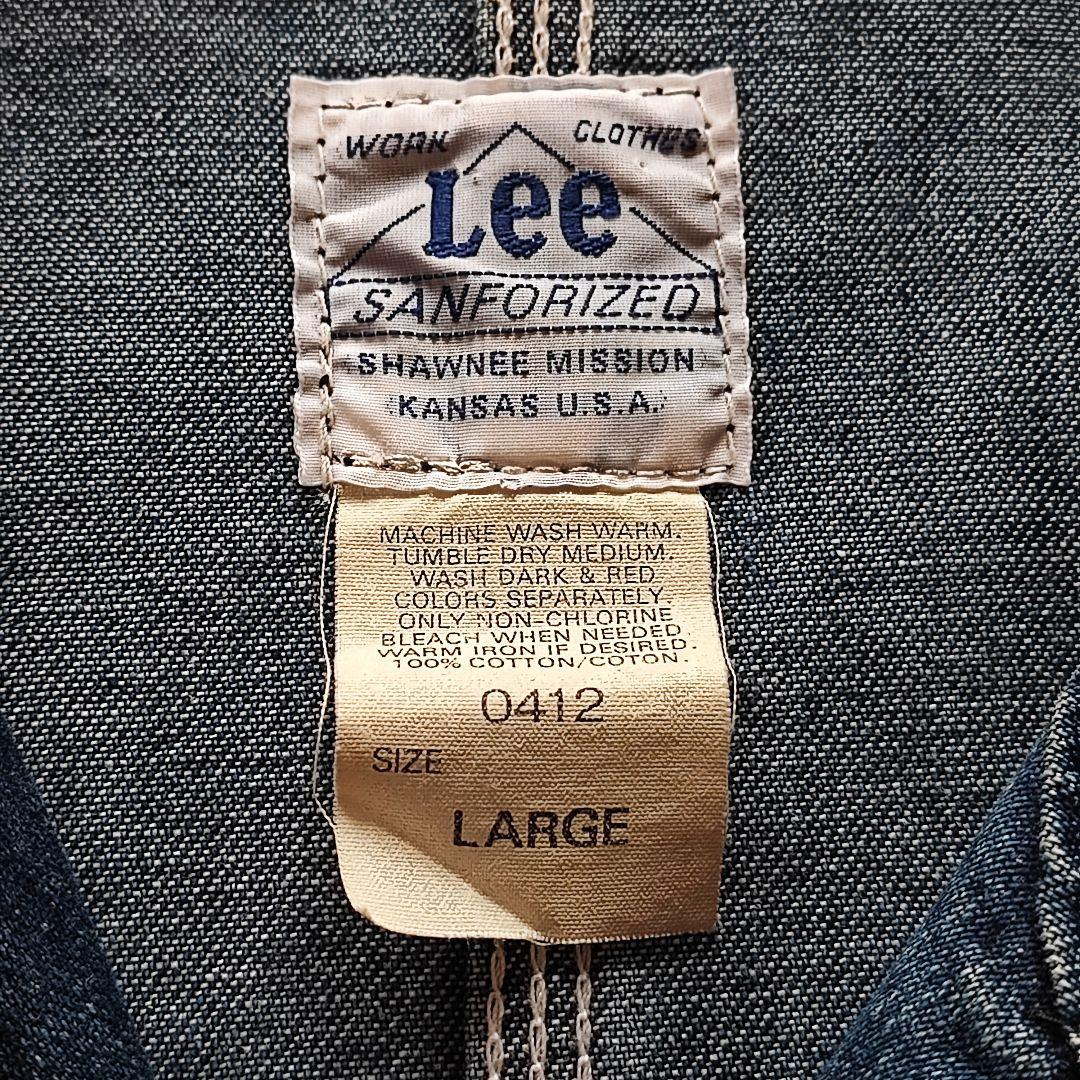 WORK CLOTHES
Lee
SANFORIZED
SHAWNEE MISSION
KANSAS U.S.A.
MACHINE WASH WARM.
TUMBLE DRY MEDIUM.
WASH DARK & RED
COLORS SEPARATELY
ONLY NON-CHLORINE
BLEACH WHEN NEEDED.
WARM IRON IF DESIRED.
100% COTTON/COTON.
0412
SIZE
LARGE